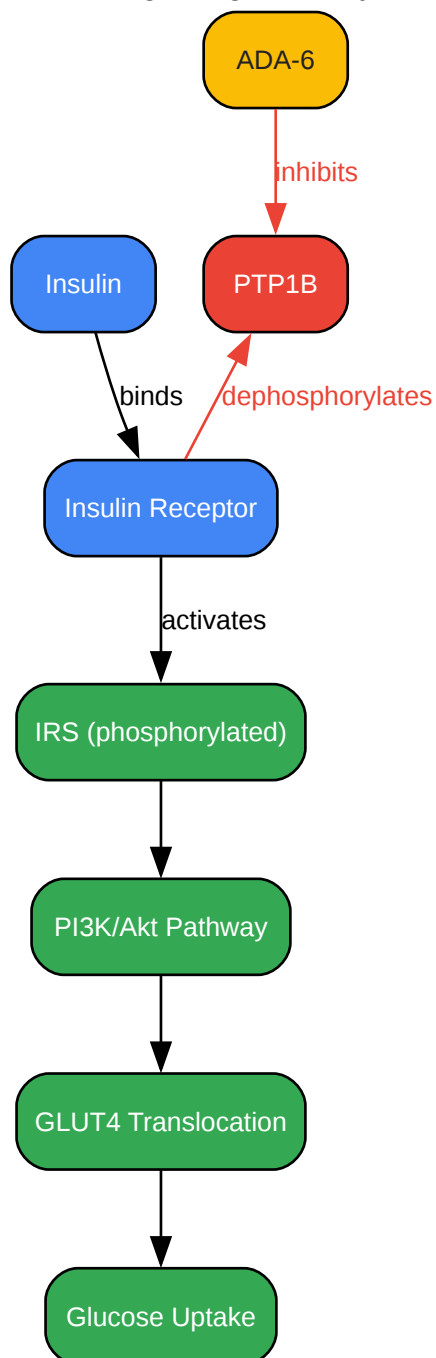 ADA-6
inhibits
Insulin
PTP1B
binds
dephosphorylates
Insulin Receptor
activates
IRS (phosphorylated)
PI3K/Akt Pathway
GLUT4 Translocation
Glucose Uptake